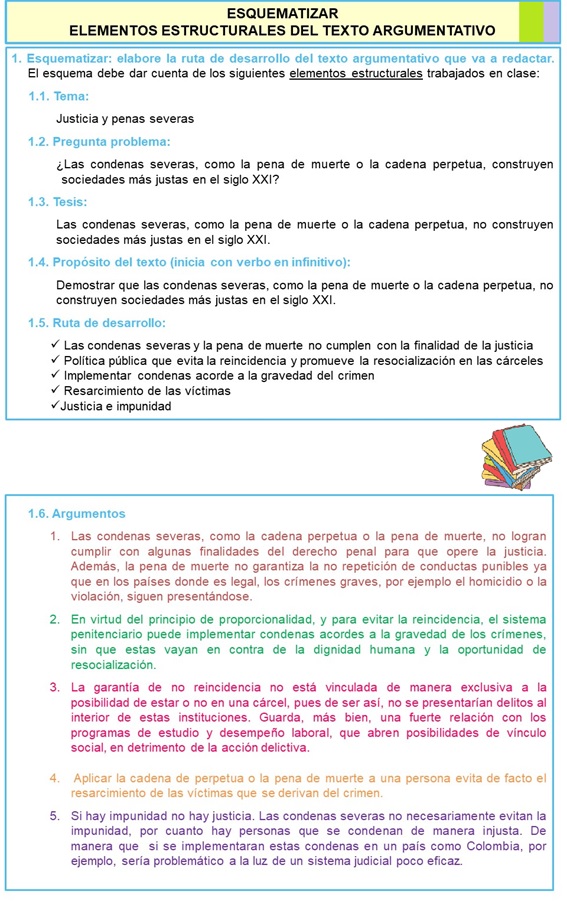 ESQUEMATIZAR
ELEMENTOS ESTRUCTURALES DEL TEXTO ARGUMENTATIVO
1. Esquematizar: elabore la ruta de desarrollo del texto argumentativo que va a redactar.
El esquema debe dar cuenta de los siguientes elementos estructurales trabajados en clase:
1.1. Tema:
Justicia y penas severas
1.2. Pregunta problema:
¿Las condenas severas, como la pena de muerte o la cadena perpetua, construyen
sociedades más justas en el siglo XXI?
1.3. Tesis:
Las condenas severas, como la pena de muerte o la cadena perpetua, no construyen
sociedades más justas en el siglo XXI.
1.4. Propósito del texto (inicia con verbo en infinitivo):
Demostrar que las condenas severas, como la pena de muerte o la cadena perpetua, no
construyen sociedades más justas en el siglo XXI.
1.5. Ruta de desarrollo:
✓ Las condenas severas y la pena de muerte no cumplen con la finalidad de la justicia
✓ Política pública que evita la reincidencia y promueve la resocialización en las cárceles
✓ Implementar condenas acorde a la gravedad del crimen
✓ Resarcimiento de las víctimas
✓Justicia e impunidad
1.6. Argumentos
1. Las condenas severas, como la cadena perpetua o la pena de muerte, no logran
cumplir con algunas finalidades del derecho penal para que opere la justicia.
Además, la pena de muerte no garantiza la no repetición de conductas punibles ya
que en los países donde es legal, los crímenes graves, por ejemplo el homicidio o la
violación, siguen presentándose.
2. En virtud del principio de proporcionalidad, y para evitar la reincidencia, el sistema
penitenciario puede implementar condenas acordes a la gravedad de los crímenes,
sin que estas vayan en contra de la dignidad humana y la oportunidad de
resocialización.
3. La garantía de no reincidencia no está vinculada de manera exclusiva a la
posibilidad de estar o no en una cárcel, pues de ser así, no se presentarían delitos al
interior de estas instituciones. Guarda, más bien, una fuerte relación con los
programas de estudio y desempeño laboral, que abren posibilidades de vínculo
social, en detrimento de la acción delictiva.
4. Aplicar la cadena de perpetua o la pena de muerte a una persona evita de facto el
resarcimiento de las víctimas que se derivan del crimen.
5. Si hay impunidad no hay justicia. Las condenas severas no necesariamente evitan la
impunidad, por cuanto hay personas que se condenan de manera injusta. De
manera que si se implementaran estas condenas en un país como Colombia, por
ejemplo, sería problemático a la luz de un sistema judicial poco eficaz.